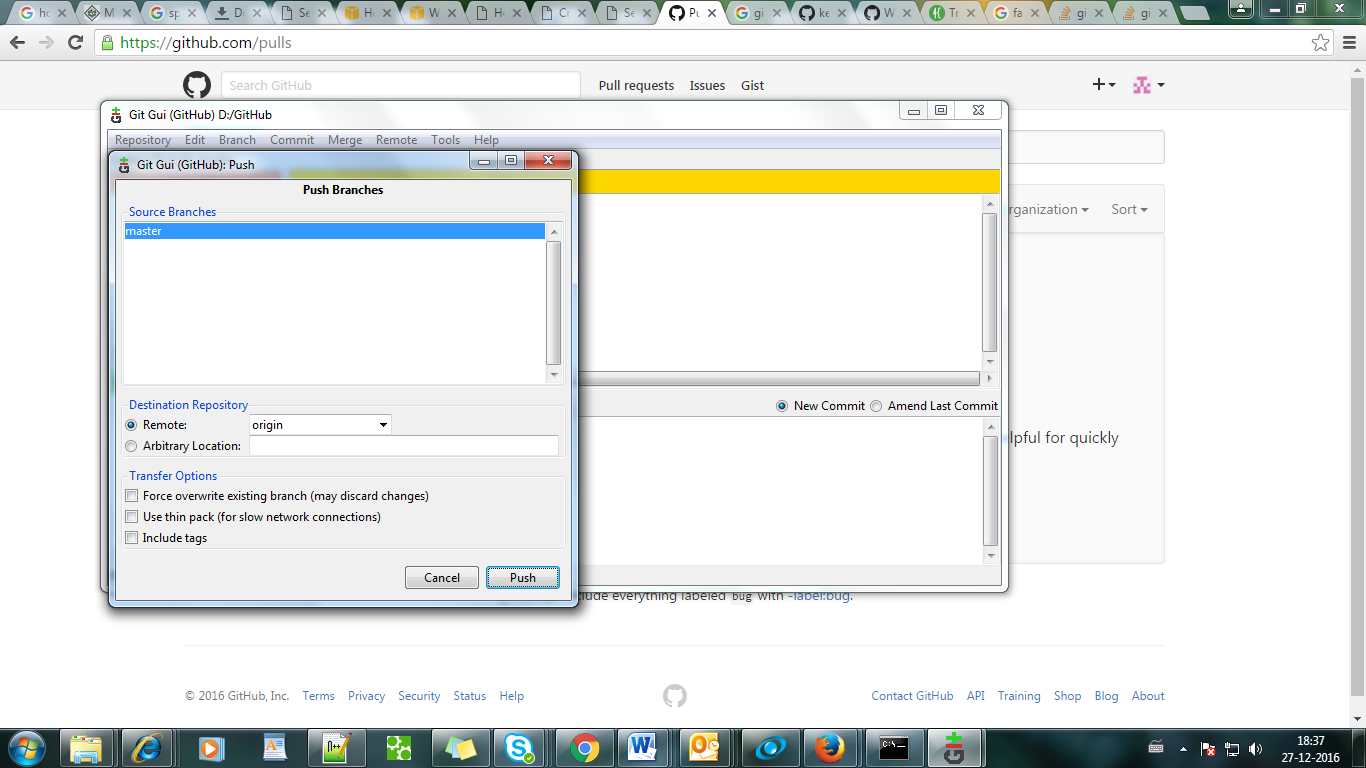 https://github.com/pulls
Search GitHub
Pull requests Issues Gist
Git Gui (GitHub) D:/GitHub
Repository Edit Branch Commit Merge Remote Tools Help
Git Gui (GitHub): Push
Push Branches
Source Branches
master
Sort
Destination Repository
Remote: origin
Arbitrary Location:
New Commit Amend Last Commit
quickly
Transfer Options
Force overwrite existing branch (may discard changes)
Use thin pack (for slow network connections)
Include tags
Cancel Push
everything labeled bug with -label:bug.
© 2016 GitHub, Inc. Terms Privacy Security Status Help
Contact GitHub API Training Shop Blog About
18:37
27-12-2016